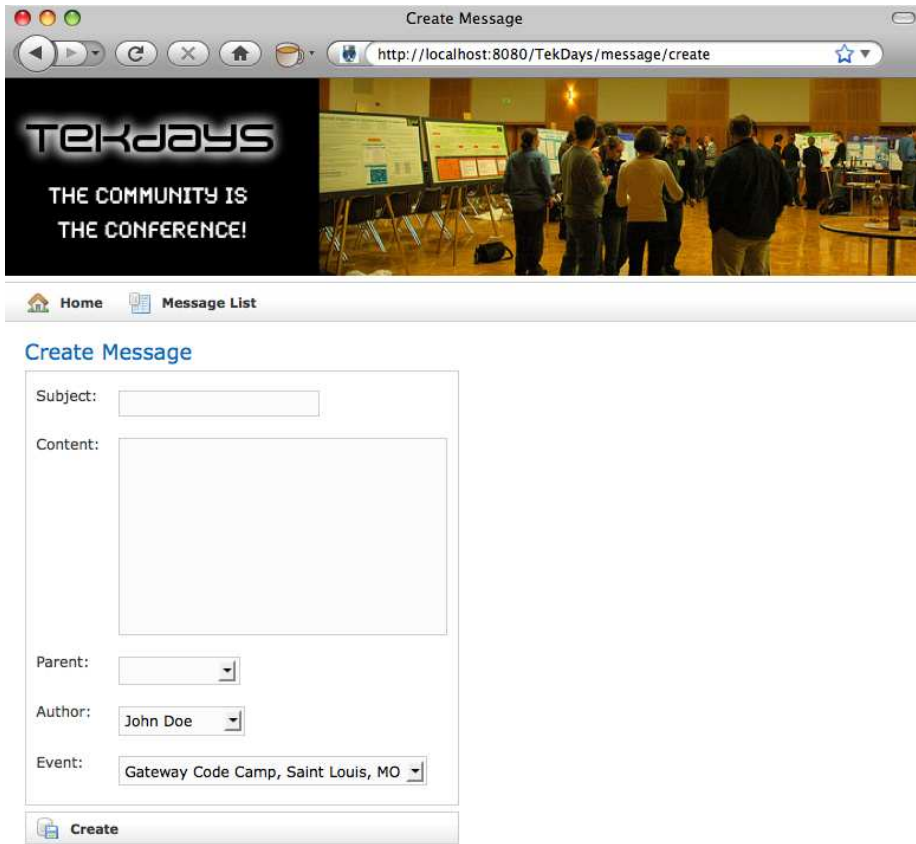 Create Message
http://localhost:8080/TekDays/message/create
TEKDAYS
THE COMMUNITY IS
THE CONFERENCE!
Home
Message List
Create Message
Subject:
Content:
Parent:
Author:
John Doe
Event:
Gateway Code Camp, Saint Louis, MO
Create